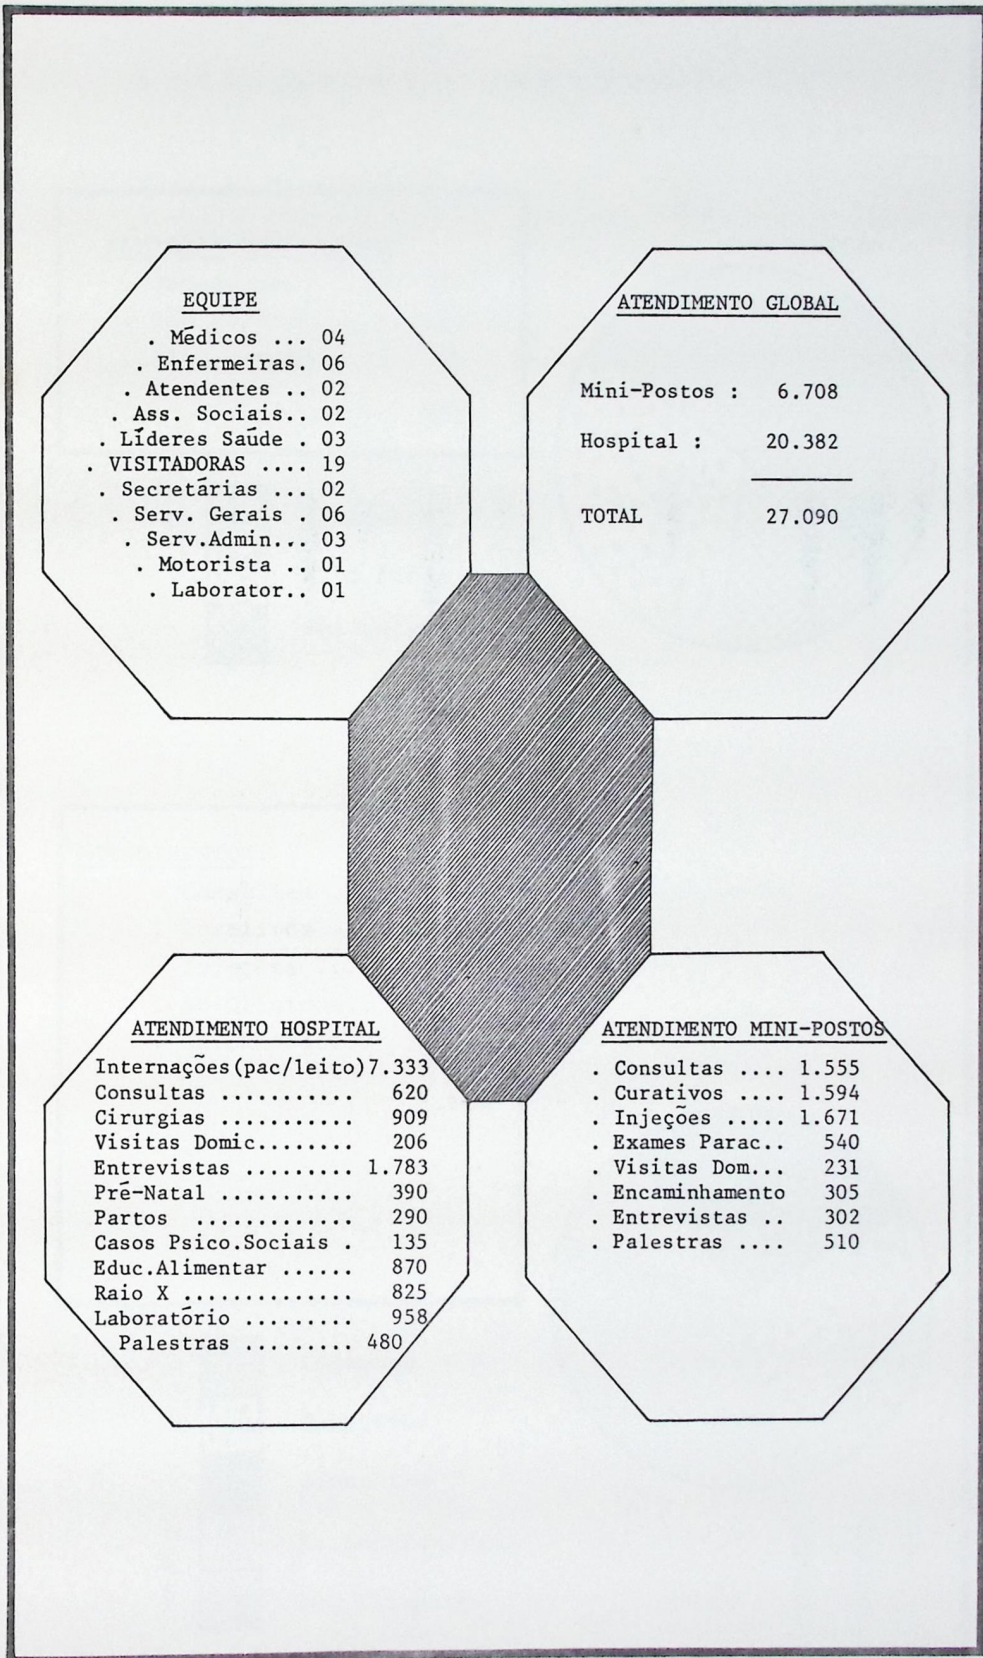 EQUIPE
. Médicos ... 04
. Enfermeiras. 06
. Atendentes .. 02
. Ass. Sociais.. 02
. Líderes Saúde . 03
. VISITADORAS .... 19
. Secretárias ... 02
. Serv. Gerais . 06
. Serv.Admin... 03
. Motorista .. 01
. Laborator.. 01
ATENDIMENTO GLOBAL
Mini-Postos : 6.708
Hospital : 20.382
TOTAL 27.090
ATENDIMENTO HOSPITAL
Internações(pac/leito)7.333
Consultas ........... 620
Cirurgias ........... 909
Visitas Domic........ 206
Entrevistas ......... 1.783
Pré-Natal ........... 390
Partos ............. 290
Casos Psico.Sociais . 135
Educ.Alimentar ...... 870
Raio X .............. 825
Laboratório ......... 958
Palestras ......... 480
ATENDIMENTO MINI-POSTOS
. Consultas .... 1.555
. Curativos .... 1.594
. Injeções ..... 1.671
. Exames Parac.. 540
. Visitas Dom... 231
. Encaminhamento 305
. Entrevistas .. 302
. Palestras .... 510